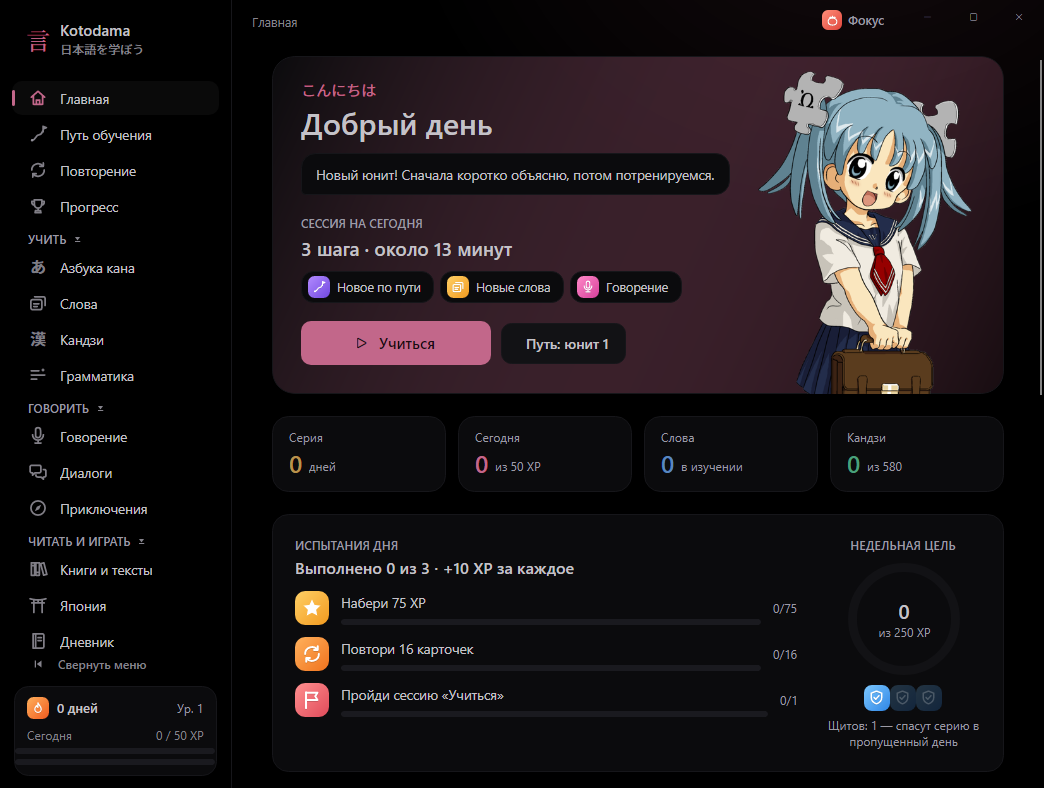 Kotodama
日本語を学ぼう
Главная
Путь обучения
Повторение
Прогресс
УЧИТЬ
あ Азбука кана
Слова
漢 Кандзи
Грамматика
ГОВОРИТЬ
Говорение
Диалоги
Приключения
ЧИТАТЬ И ИГРАТЬ
Книги и тексты
Япония
Дневник
Свернуть меню
0 дней Ур. 1
Сегодня 0 / 50 XP
Главная
Фокус
こんにちは
Добрый день
Новый юнит! Сначала коротко объясню, потом потренируемся.
СЕССИЯ НА СЕГОДНЯ
3 шага · около 13 минут
Новое по пути Новые слова Говорение
Учиться Путь: юнит 1
Ω
Серия
0 дней
Сегодня
0 из 50 XP
Слова
0 в изучении
Кандзи
0 из 580
ИСПЫТАНИЯ ДНЯ
Выполнено 0 из 3 · +10 XP за каждое
Набери 75 XP 0/75
Повтори 16 карточек 0/16
Пройди сессию «Учиться» 0/1
НЕДЕЛЬНАЯ ЦЕЛЬ
0
из 250 XP
Щитов: 1 — спасут серию в
пропущенный день